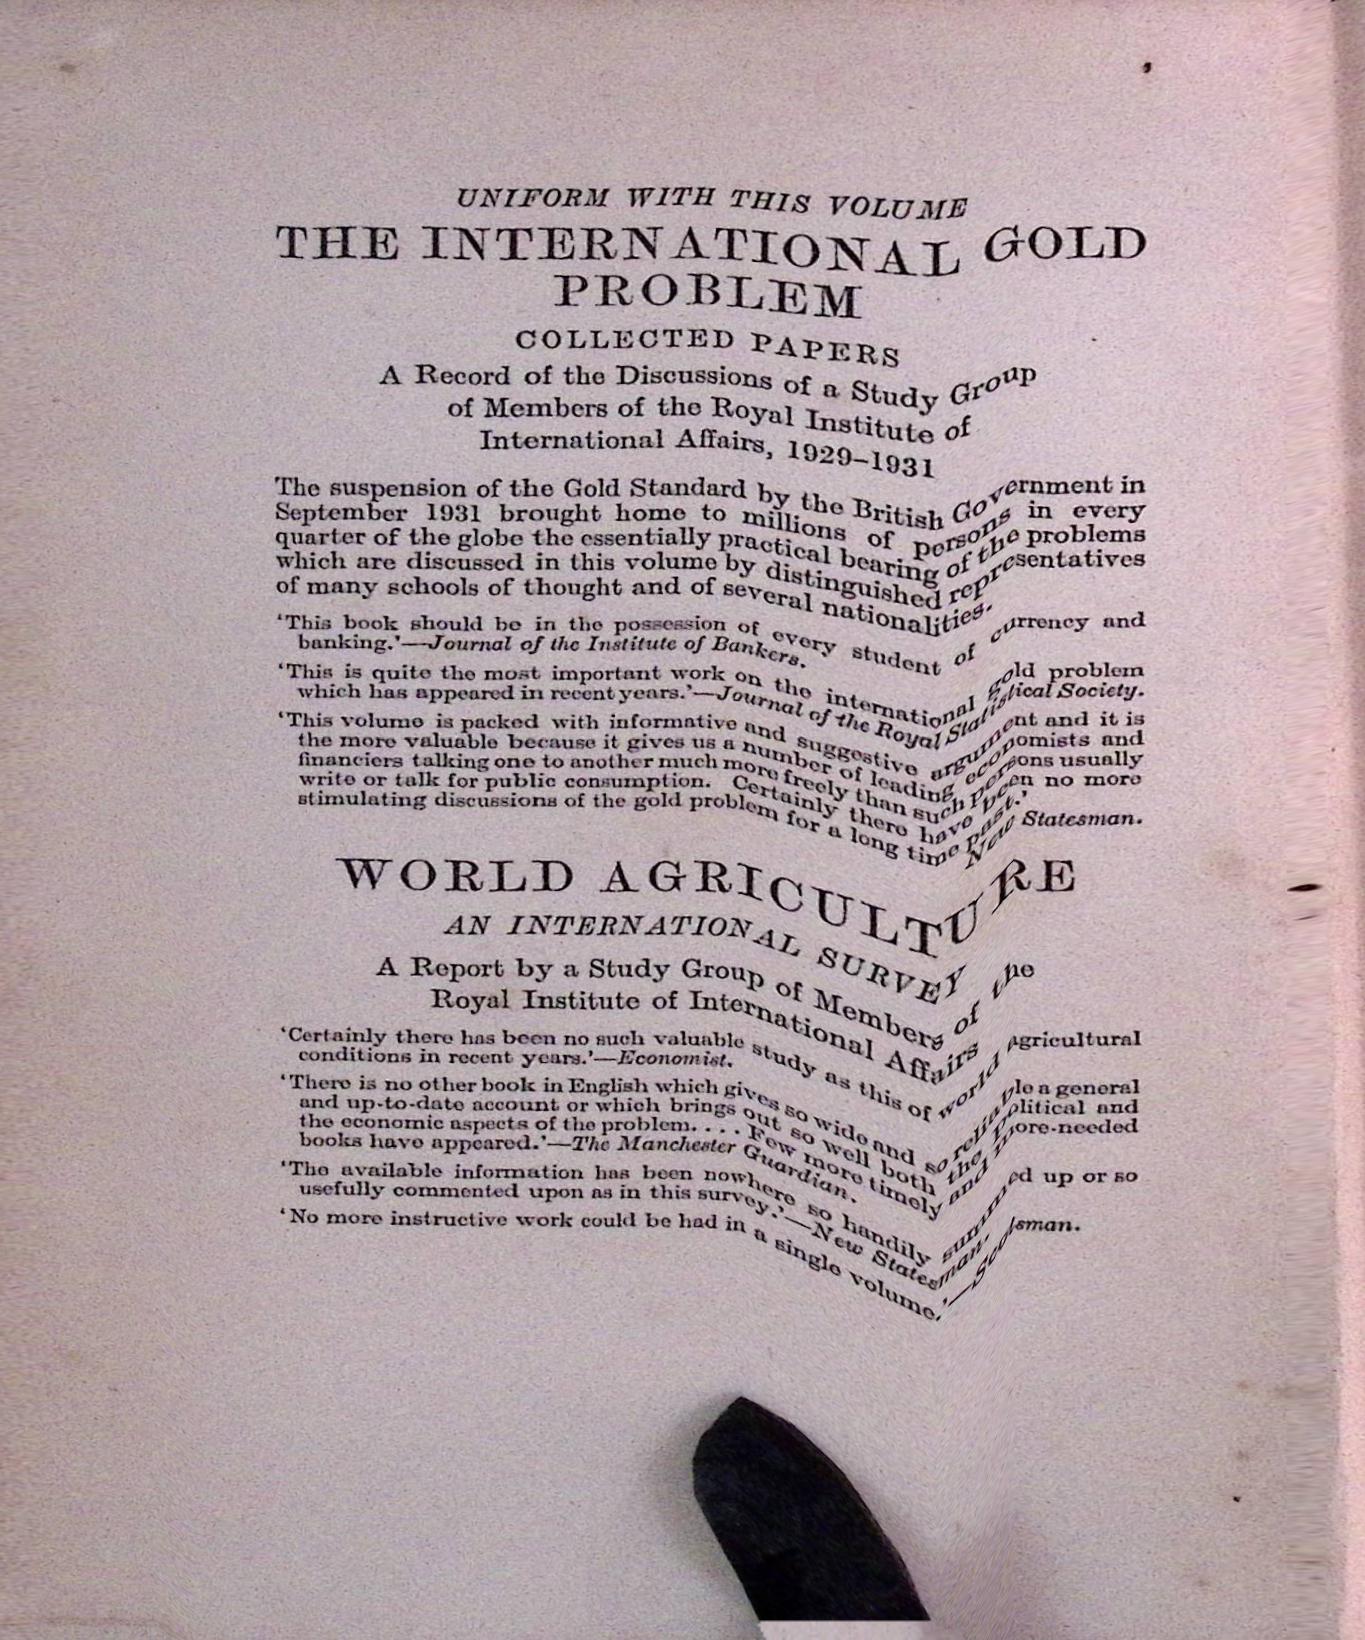 UNIFORM WITH THIS VOLUME
THE INTERNATIONAL GOLD
PROBLEM
COLLECTED PAPERS
A Record of the Discussions of a Study Group
of Members of the Royal Institute of
International Affairs, 1929–1931
The suspension of the Gold Standard by the British Government in
September 1931 brought home to millions of persons in every
quarter of the globe the essentially practical bearing of the problems
which are discussed in this volume by distinguished representatives
of many schools of thought and of several nationalities.
‘This book should be in the possession of every student of currency and
banking.’—Journal of the Institute of Bankers.
‘This is quite the most important work on the international gold problem
which has appeared in recent years.’—Journal of the Royal Statistical Society.
‘This volume is packed with informative and suggestive argument and it is
the more valuable because it gives us a number of leading economists and
financiers talking one to another much more freely than such persons usually
write or talk for public consumption. Certainly there have been no more
stimulating discussions of the gold problem for a long time past.’
New Statesman.
WORLD AGRICULTURE
AN INTERNATIONAL SURVEY
A Report by a Study Group of Members of the
Royal Institute of International Affairs
‘Certainly there has been no such valuable study as this of world agricultural
conditions in recent years.’—Economist.
‘There is no other book in English which gives so wide and so reliable a general
and up-to-date account or which brings out so well both the political and
the economic aspects of the problem. . . . Few more timely and more-needed
books have appeared.’—The Manchester Guardian.
‘The available information has been nowhere so handily summed up or so
usefully commented upon as in this survey.’—New Statesman.
‘No more instructive work could be had in a single volume.’—Scotsman.